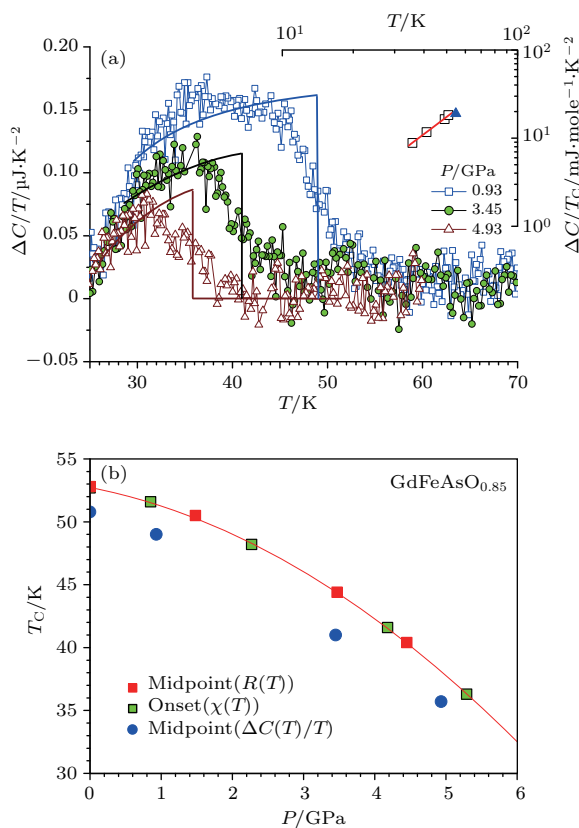 (a)
T/K
10¹
10²
0.20
0.15
0.10
0.05
0
−0.05
ΔC/T/µJ·K⁻²
10²
10¹
10⁰
ΔC/T_C/mJ·mole⁻¹·K⁻²
P/GPa
0.93
3.45
4.93
30
40
50
60
70
T/K
(b)
GdFeAsO₀.₈₅
55
50
45
40
35
30
T_C/K
Midpoint(R(T))
Onset(χ(T))
Midpoint(ΔC(T)/T)
0
1
2
3
4
5
6
P/GPa